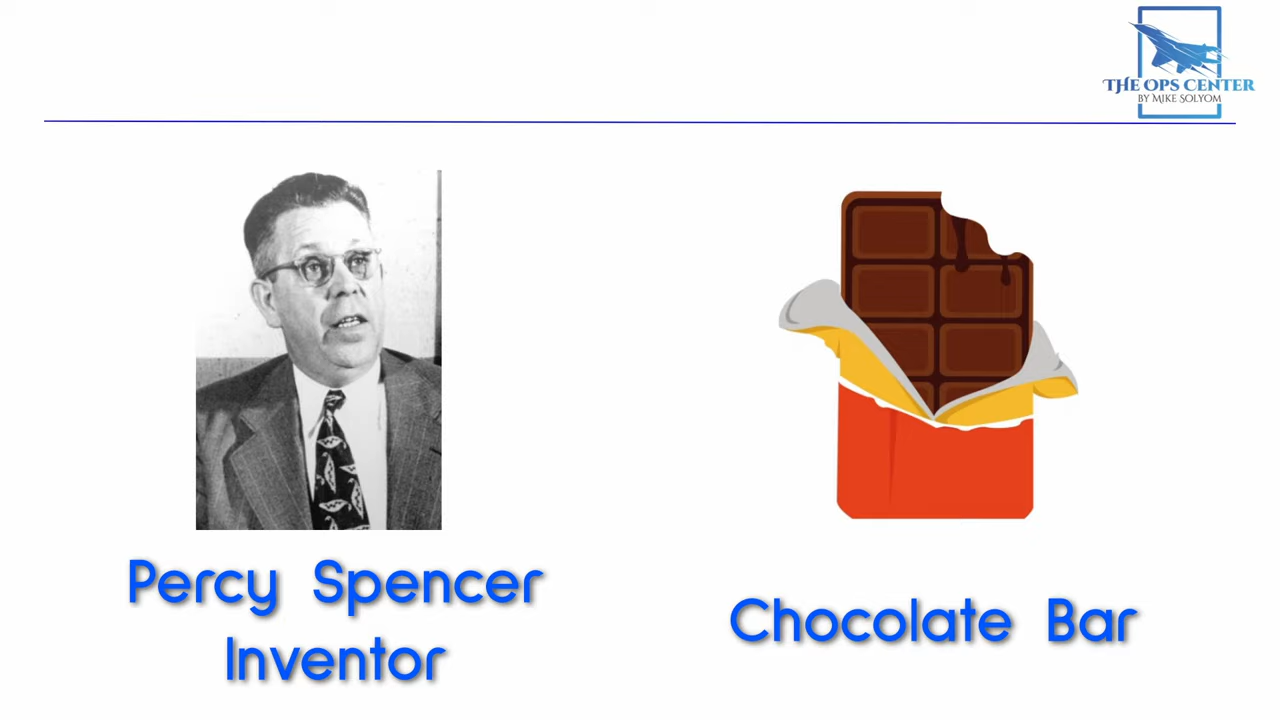 THE OPS CENTER
BY MIKE SOLYOM
Percy Spencer
Inventor
Chocolate Bar